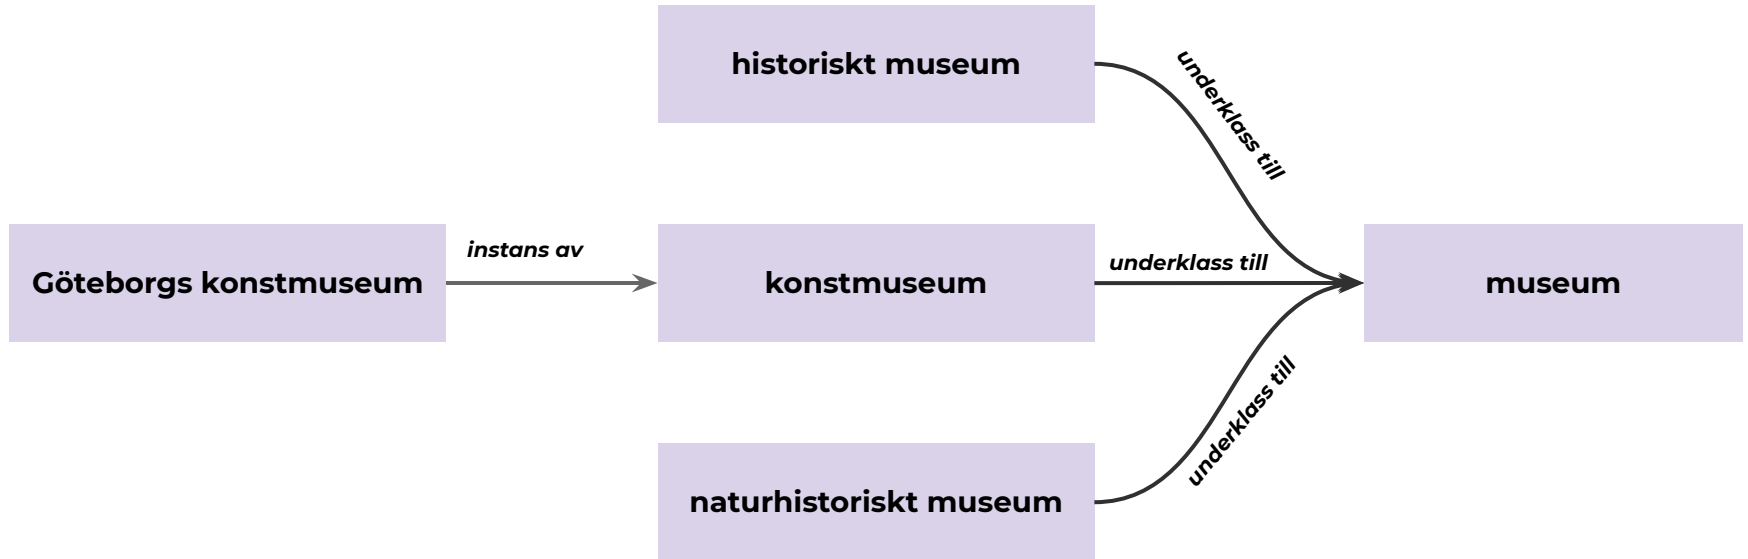 historiskt museum
underklass till
Göteborgs konstmuseum
instans av
konstmuseum
underklass till
museum
underklass till
naturhistoriskt museum